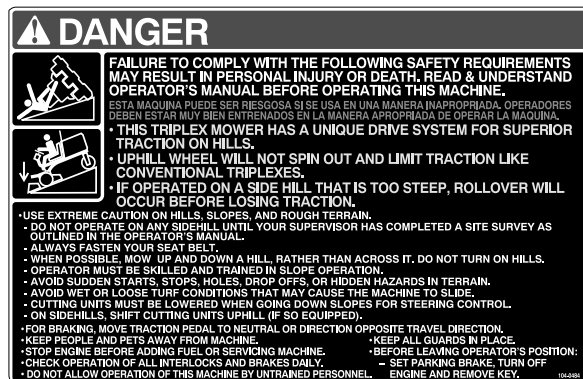 DANGER
FAILURE TO COMPLY WITH THE FOLLOWING SAFETY REQUIREMENTS
MAY RESULT IN PERSONAL INJURY OR DEATH. READ & UNDERSTAND
OPERATOR'S MANUAL BEFORE OPERATING THIS MACHINE.
ESTA MAQUINA PUEDE SER RIESGOSA SI SE USA EN UNA MANERA INAPROPRIADA. OPERADORES
DEBEN ESTAR MUY BIEN ENTRENADOS EN LA MANERA APROPRIADA DE OPERAR LA MAQUINA.
• THIS TRIPLEX MOWER HAS A UNIQUE DRIVE SYSTEM FOR SUPERIOR
TRACTION ON HILLS.
• UPHILL WHEEL WILL NOT SPIN OUT AND LIMIT TRACTION LIKE
CONVENTIONAL TRIPLEXES.
• IF OPERATED ON A SIDE HILL THAT IS TOO STEEP, ROLLOVER WILL
OCCUR BEFORE LOSING TRACTION.
• USE EXTREME CAUTION ON HILLS, SLOPES, AND ROUGH TERRAIN.
- DO NOT OPERATE ON ANY SIDEHILL UNTIL YOUR SUPERVISOR HAS COMPLETED A SITE SURVEY AS
OUTLINED IN THE OPERATOR'S MANUAL.
- ALWAYS FASTEN YOUR SEAT BELT.
- WHEN POSSIBLE, MOW UP AND DOWN A HILL, RATHER THAN ACROSS IT. DO NOT TURN ON HILLS.
- OPERATOR MUST BE SKILLED AND TRAINED IN SLOPE OPERATION.
- AVOID SUDDEN STARTS, STOPS, HOLES, DROP OFFS, OR HIDDEN HAZARDS IN TERRAIN.
- AVOID WET OR LOOSE TURF CONDITIONS THAT MAY CAUSE THE MACHINE TO SLIDE.
- CUTTING UNITS MUST BE LOWERED WHEN GOING DOWN SLOPES FOR STEERING CONTROL.
- ON SIDEHILLS, SHIFT CUTTING UNITS UPHILL (IF SO EQUIPPED).
• FOR BRAKING, MOVE TRACTION PEDAL TO NEUTRAL OR DIRECTION OPPOSITE TRAVEL DIRECTION.
• KEEP PEOPLE AND PETS AWAY FROM MACHINE.
• STOP ENGINE BEFORE ADDING FUEL OR SERVICING MACHINE.
• CHECK OPERATION OF ALL INTERLOCKS AND BRAKES DAILY.
• DO NOT ALLOW OPERATION OF THIS MACHINE BY UNTRAINED PERSONNEL.
• KEEP ALL GUARDS IN PLACE.
• BEFORE LEAVING OPERATOR'S POSITION:
– SET PARKING BRAKE, TURN OFF
ENGINE AND REMOVE KEY.
104-0484